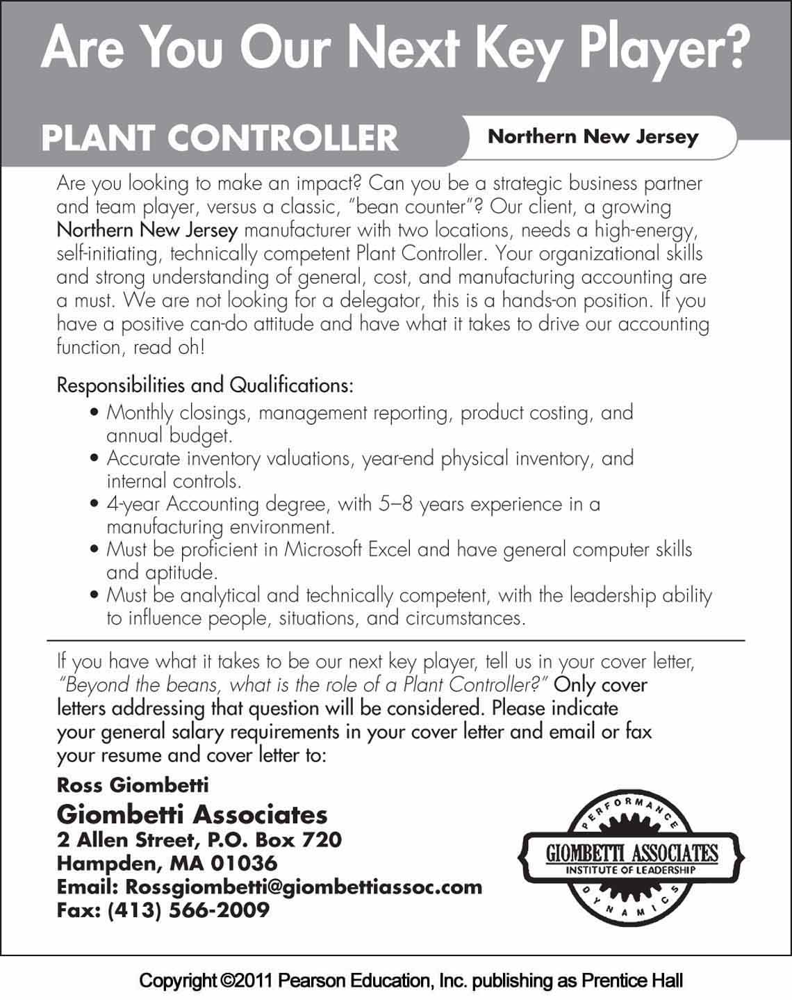 Are You Our Next Key Player?
PLANT CONTROLLER
Northern New Jersey
Are you looking to make an impact? Can you be a strategic business partner
and team player, versus a classic, “bean counter”? Our client, a growing
Northern New Jersey manufacturer with two locations, needs a high-energy,
self-initiating, technically competent Plant Controller. Your organizational skills
and strong understanding of general, cost, and manufacturing accounting are
a must. We are not looking for a delegator, this is a hands-on position. If you
have a positive can-do attitude and have what it takes to drive our accounting
function, read oh!
Responsibilities and Qualifications:
• Monthly closings, management reporting, product costing, and
annual budget.
• Accurate inventory valuations, year-end physical inventory, and
internal controls.
• 4-year Accounting degree, with 5–8 years experience in a
manufacturing environment.
• Must be proficient in Microsoft Excel and have general computer skills
and aptitude.
• Must be analytical and technically competent, with the leadership ability
to influence people, situations, and circumstances.
If you have what it takes to be our next key player, tell us in your cover letter,
“Beyond the beans, what is the role of a Plant Controller?” Only cover
letters addressing that question will be considered. Please indicate
your general salary requirements in your cover letter and email or fax
your resume and cover letter to:
Ross Giombetti
Giombetti Associates
2 Allen Street, P.O. Box 720
Hampden, MA 01036
Email: Rossgiombetti@giombettiassoc.com
Fax: (413) 566-2009
PERFORMANCE
GIOMBETTI ASSOCIATES
INSTITUTE OF LEADERSHIP
DYNAMICS
Copyright ©2011 Pearson Education, Inc. publishing as Prentice Hall